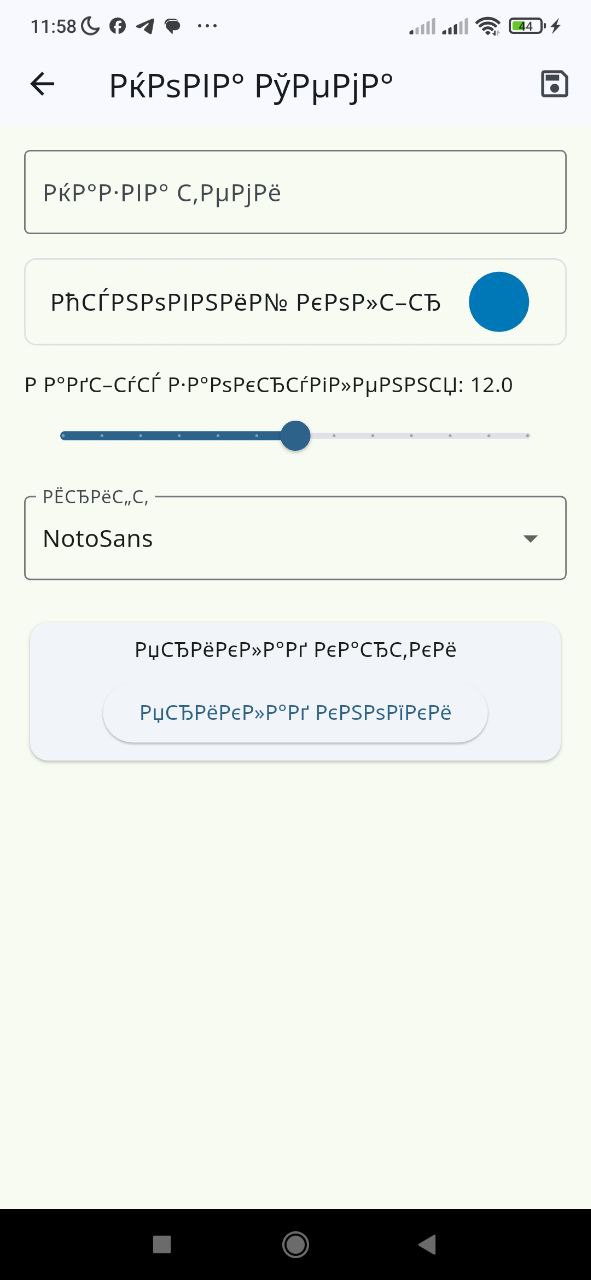 11:58
44
РќРѕРІР° РўРµРјР°
РќР°Р·РІР° С‚РµРјРё
РћСЃРЅРѕРІРЅРёР№ РєРѕР»С–СЂ
Р Р°РґС–СѓСЃ Р·Р°РѕРєСЂСѓРіР»РµРЅРЅСЏ: 12.0
РЁСЂРёС„С‚
NotoSans
РџСЂРёРєР»Р°Рґ РєР°СЂС‚РєРё
РџСЂРёРєР»Р°Рґ РєРЅРѕРїРєРё